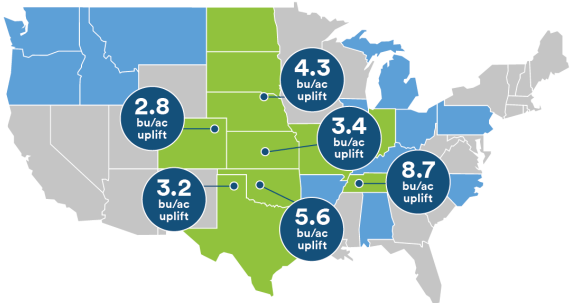 4.3
bu/ac
uplift
2.8
bu/ac
uplift
3.4
bu/ac
uplift
8.7
bu/ac
uplift
3.2
bu/ac
uplift
5.6
bu/ac
uplift